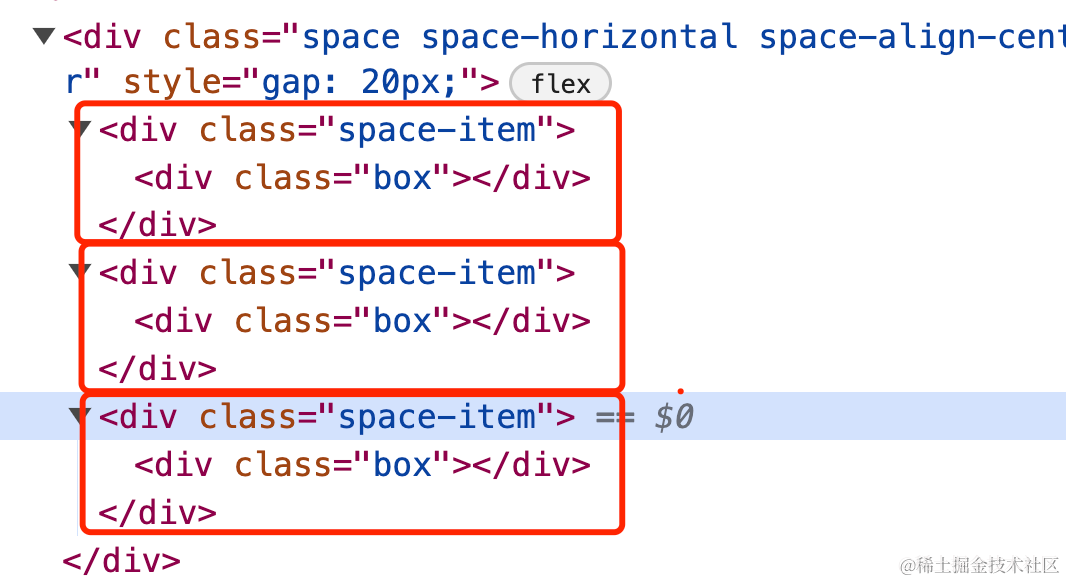 <div class="space space-horizontal space-align-cent
r" style="gap: 20px;"> flex
<div class="space-item">
<div class="box"></div>
</div>
<div class="space-item">
<div class="box"></div>
</div>
<div class="space-item"> == $0
<div class="box"></div>
</div>
</div>
@稀土掘金技术社区